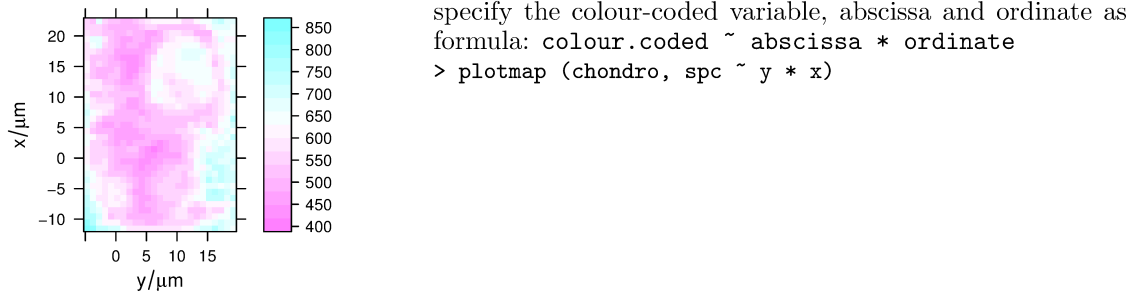 20
15
10
5
0
−5
−10
x/µm
0 5 10 15
y/µm
850
800
750
700
650
600
550
500
450
400
specify the colour-coded variable, abscissa and ordinate as
formula: colour.coded ~ abscissa * ordinate
> plotmap (chondro, spc ~ y * x)